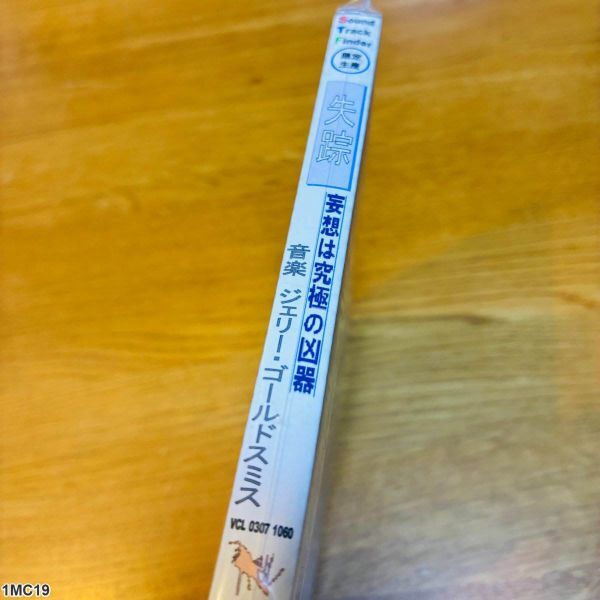 Sound
Track
Finder
限定
生産
失踪
妄想は究極の凶器
音楽 ジェリー・ゴールドスミス
VCL 0307 1060
1MC19